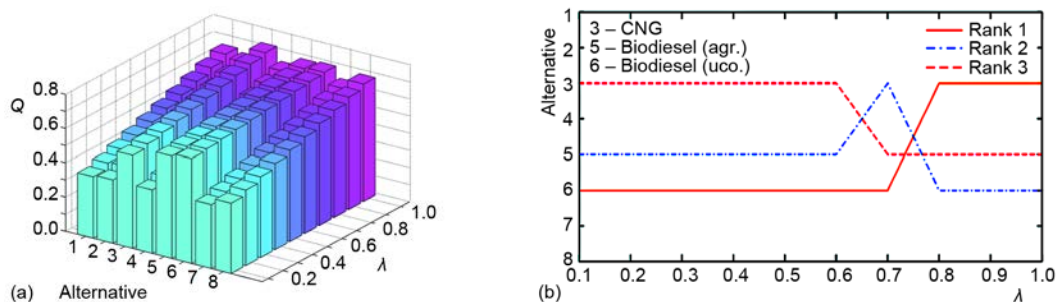 0.8
Q
0.6
0.4
0.2
0.0
1 2 3 4 5 6 7 8
0.2 0.4 0.6 0.8 1.0
λ
(a) Alternative
Alternative
1
2
3
4
5
6
7
8
3 – CNG
5 – Biodiesel (agr.)
6 – Biodiesel (uco.)
Rank 1
Rank 2
Rank 3
0.1 0.2 0.3 0.4 0.5 0.6 0.7 0.8 0.9 1.0
(b) λ